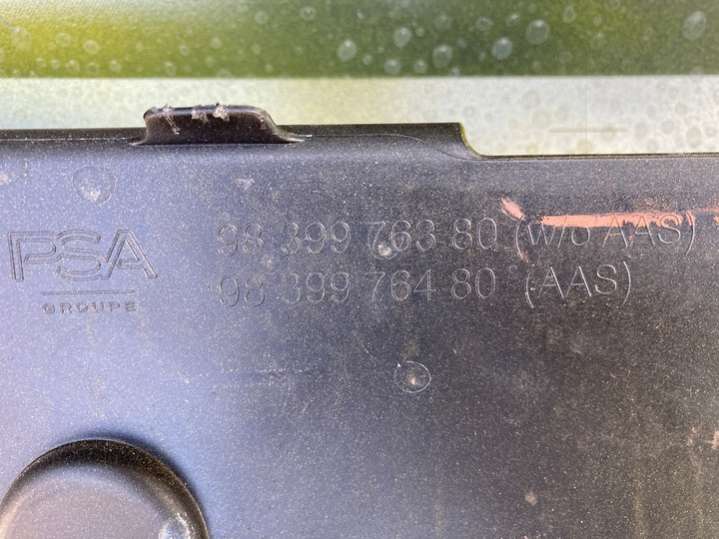 PSA
GROUPE
98 399 763 80 (w/o AAS)
98 399 764 80 (AAS)